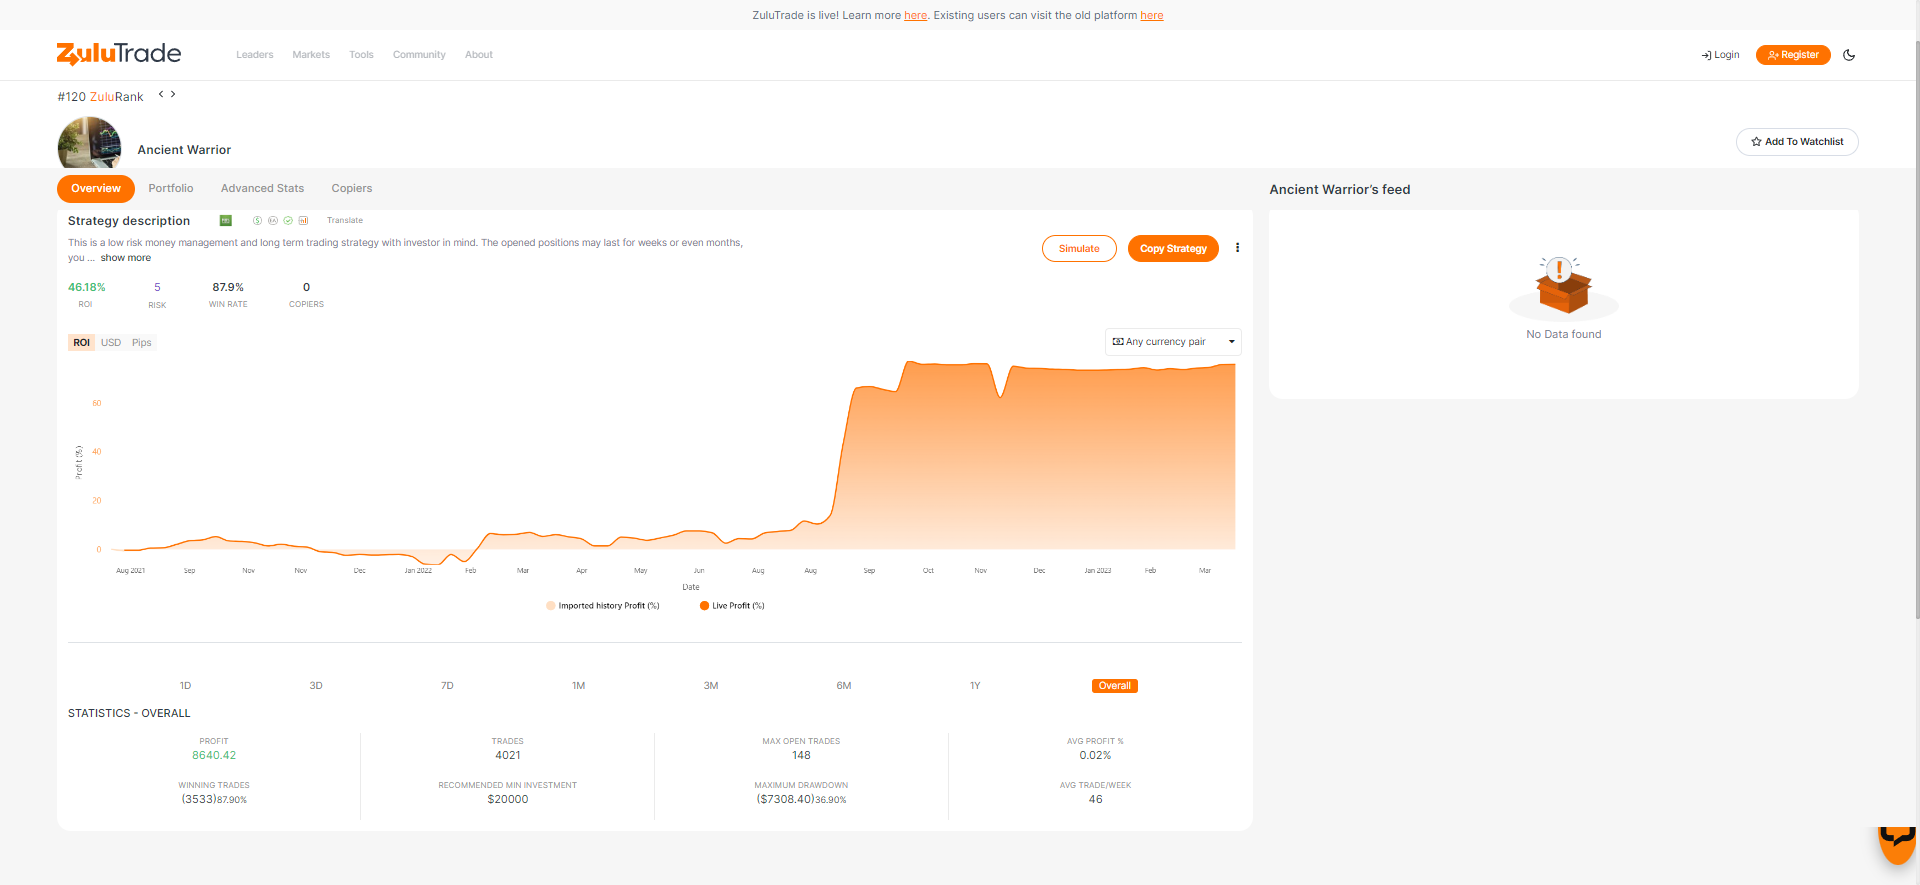 ZuluTrade is live! Learn more here. Existing users can visit the old platform here
ZuluTrade
Leaders Markets Tools Community About
Login Register
#120 ZuluRank
Ancient Warrior
Add To Watchlist
Overview Portfolio Advanced Stats Copiers
Ancient Warrior's feed
Strategy description Translate
This is a low risk money management and long term trading strategy with investor in mind. The opened positions may last for weeks or even months,
you ... show more
Simulate Copy Strategy
46.18% 5 87.9% 0
ROI RISK WIN RATE COPIERS
No Data found
ROI USD Pips
Any currency pair
60
40
20
0
Profit (%)
Aug 2021 Sep Nov Nov Dec Jan 2022 Feb Mar Apr May Jun Aug Aug Sep Oct Nov Dec Jan 2023 Feb Mar
Date
Imported history Profit (%) Live Profit (%)
1D 3D 7D 1M 3M 6M 1Y Overall
STATISTICS - OVERALL
PROFIT TRADES MAX OPEN TRADES AVG PROFIT %
8640.42 4021 148 0.02%
WINNING TRADES RECOMMENDED MIN INVESTMENT MAXIMUM DRAWDOWN AVG TRADE/WEEK
(3533)87.90% $20000 ($7308.40)36.90% 46